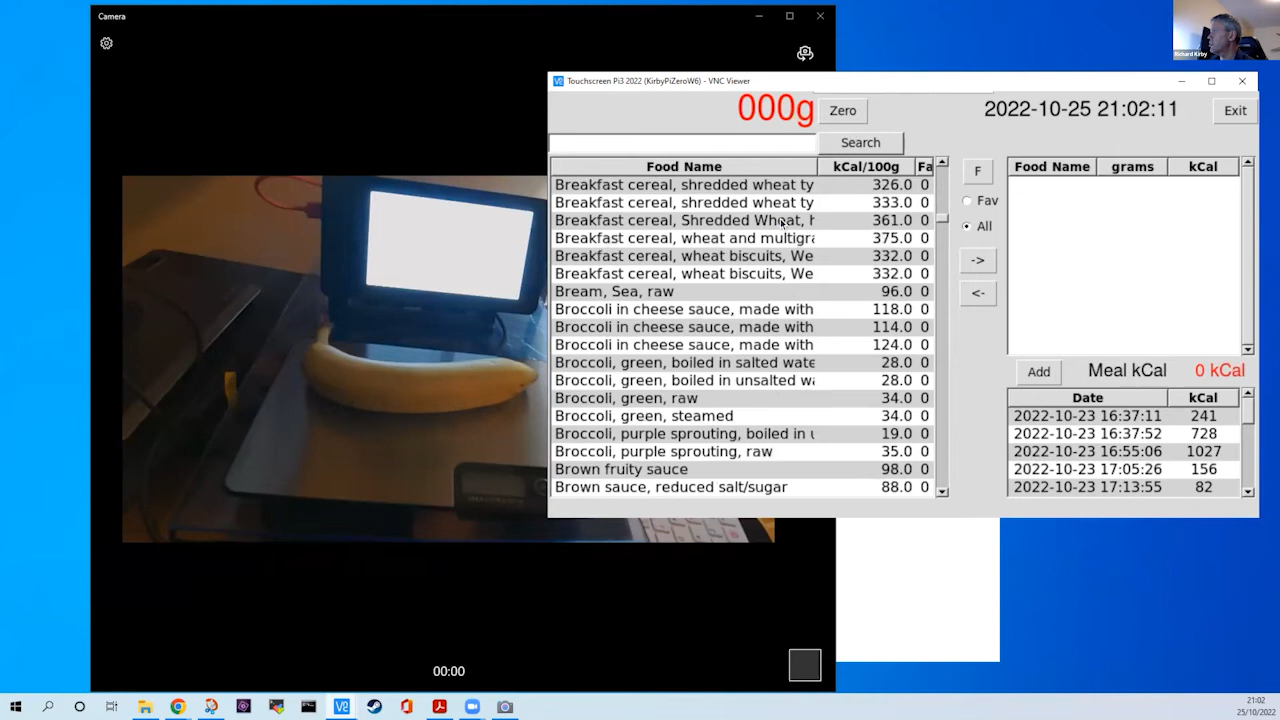 Camera
Richard Kirby
Touchscreen Pi3 2022 (KirbyPiZeroW6) - VNC Viewer
000g Zero 2022-10-25 21:02:11 Exit
Search
Food Name kCal/100g Fa
Breakfast cereal, shredded wheat ty 326.0 0
Breakfast cereal, shredded wheat ty 333.0 0
Breakfast cereal, Shredded Wheat, h 361.0 0
Breakfast cereal, wheat and multigra 375.0 0
Breakfast cereal, wheat biscuits, We 332.0 0
Breakfast cereal, wheat biscuits, We 332.0 0
Bream, Sea, raw 96.0 0
Broccoli in cheese sauce, made with 118.0 0
Broccoli in cheese sauce, made with 114.0 0
Broccoli in cheese sauce, made with 124.0 0
Broccoli, green, boiled in salted wate 28.0 0
Broccoli, green, boiled in unsalted wa 28.0 0
Broccoli, green, raw 34.0 0
Broccoli, green, steamed 34.0 0
Broccoli, purple sprouting, boiled in u 19.0 0
Broccoli, purple sprouting, raw 35.0 0
Brown fruity sauce 98.0 0
Brown sauce, reduced salt/sugar 88.0 0
F
Fav
All
->
<-
Food Name grams kCal
Add Meal kCal 0 kCal
Date kCal
2022-10-23 16:37:11 241
2022-10-23 16:37:52 728
2022-10-23 16:55:06 1027
2022-10-23 17:05:26 156
2022-10-23 17:13:55 82
00:00
21:02
25/10/2022